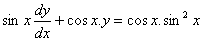 sin x dy/dx + cos x.y = cos x.sin² x